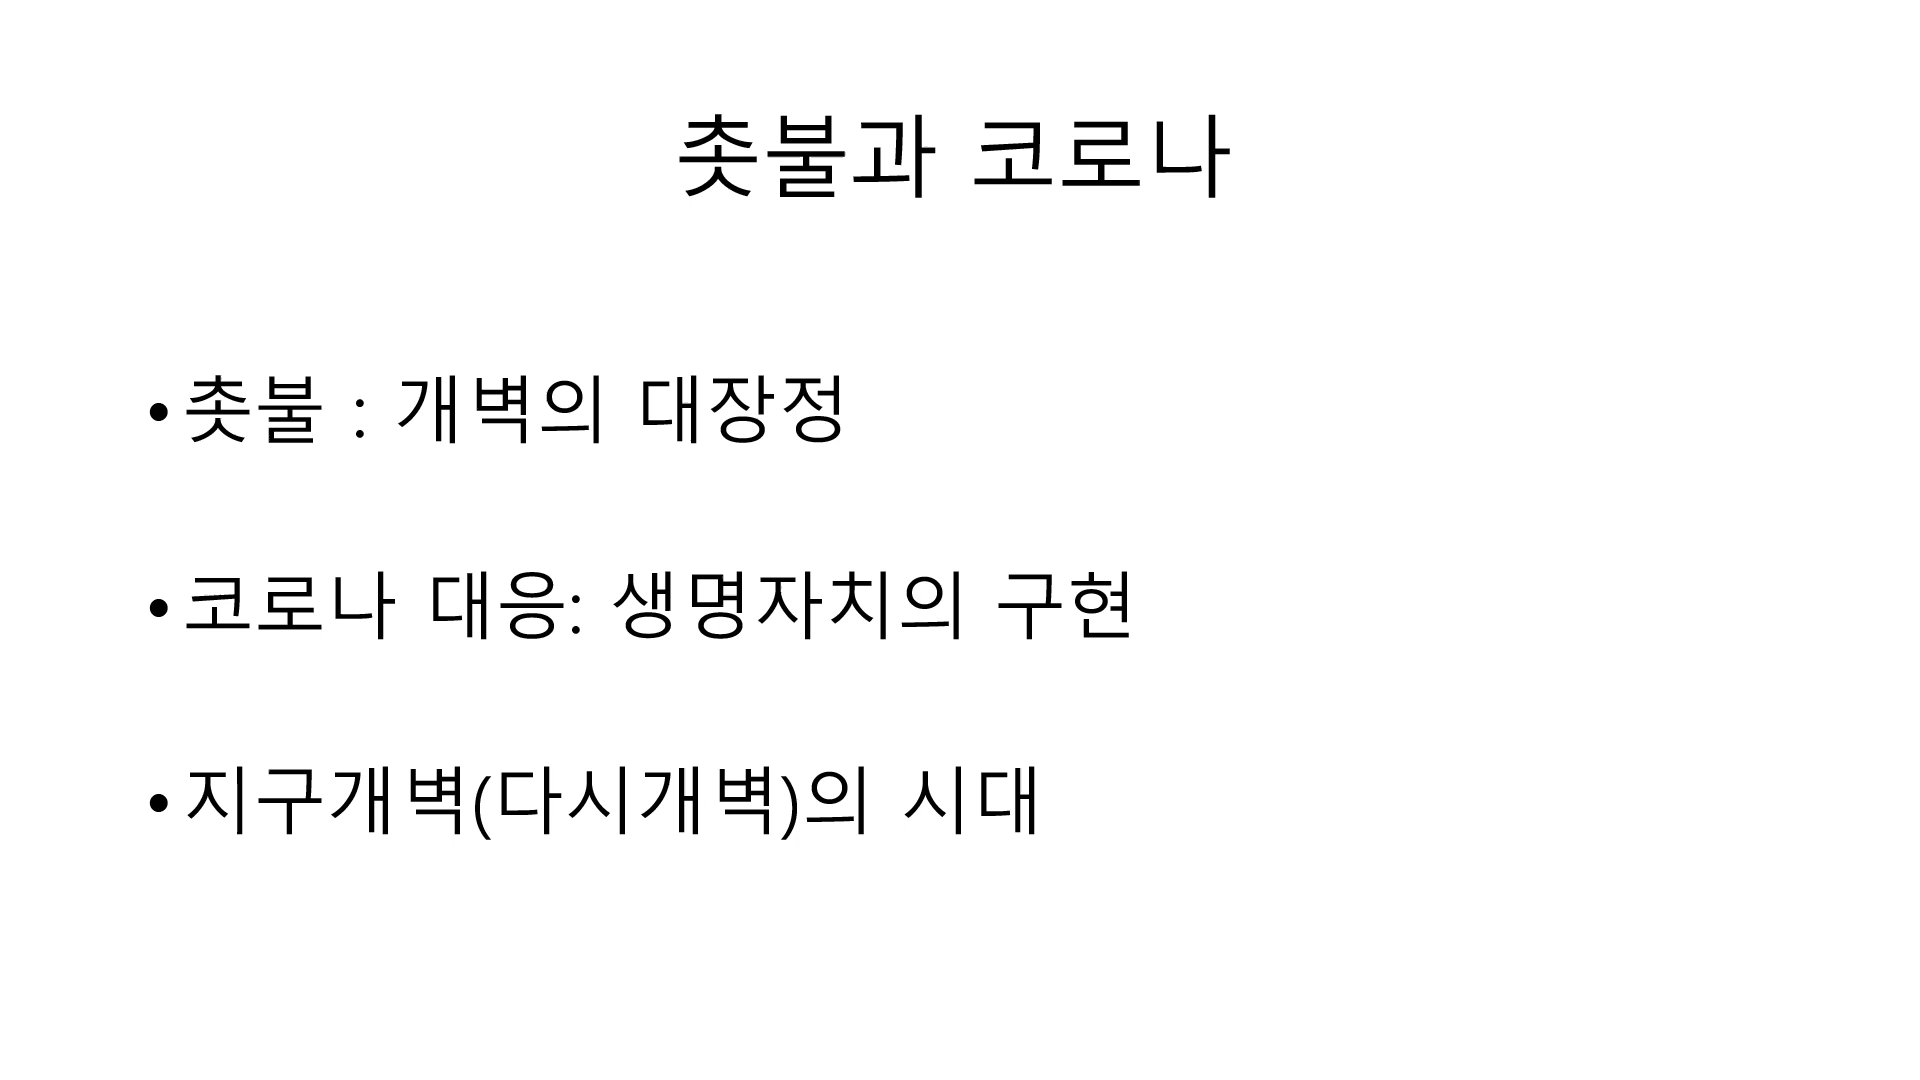 촛불과 코로나
• 촛불 : 개벽의 대장정
• 코로나 대응: 생명자치의 구현
• 지구개벽(다시개벽)의 시대